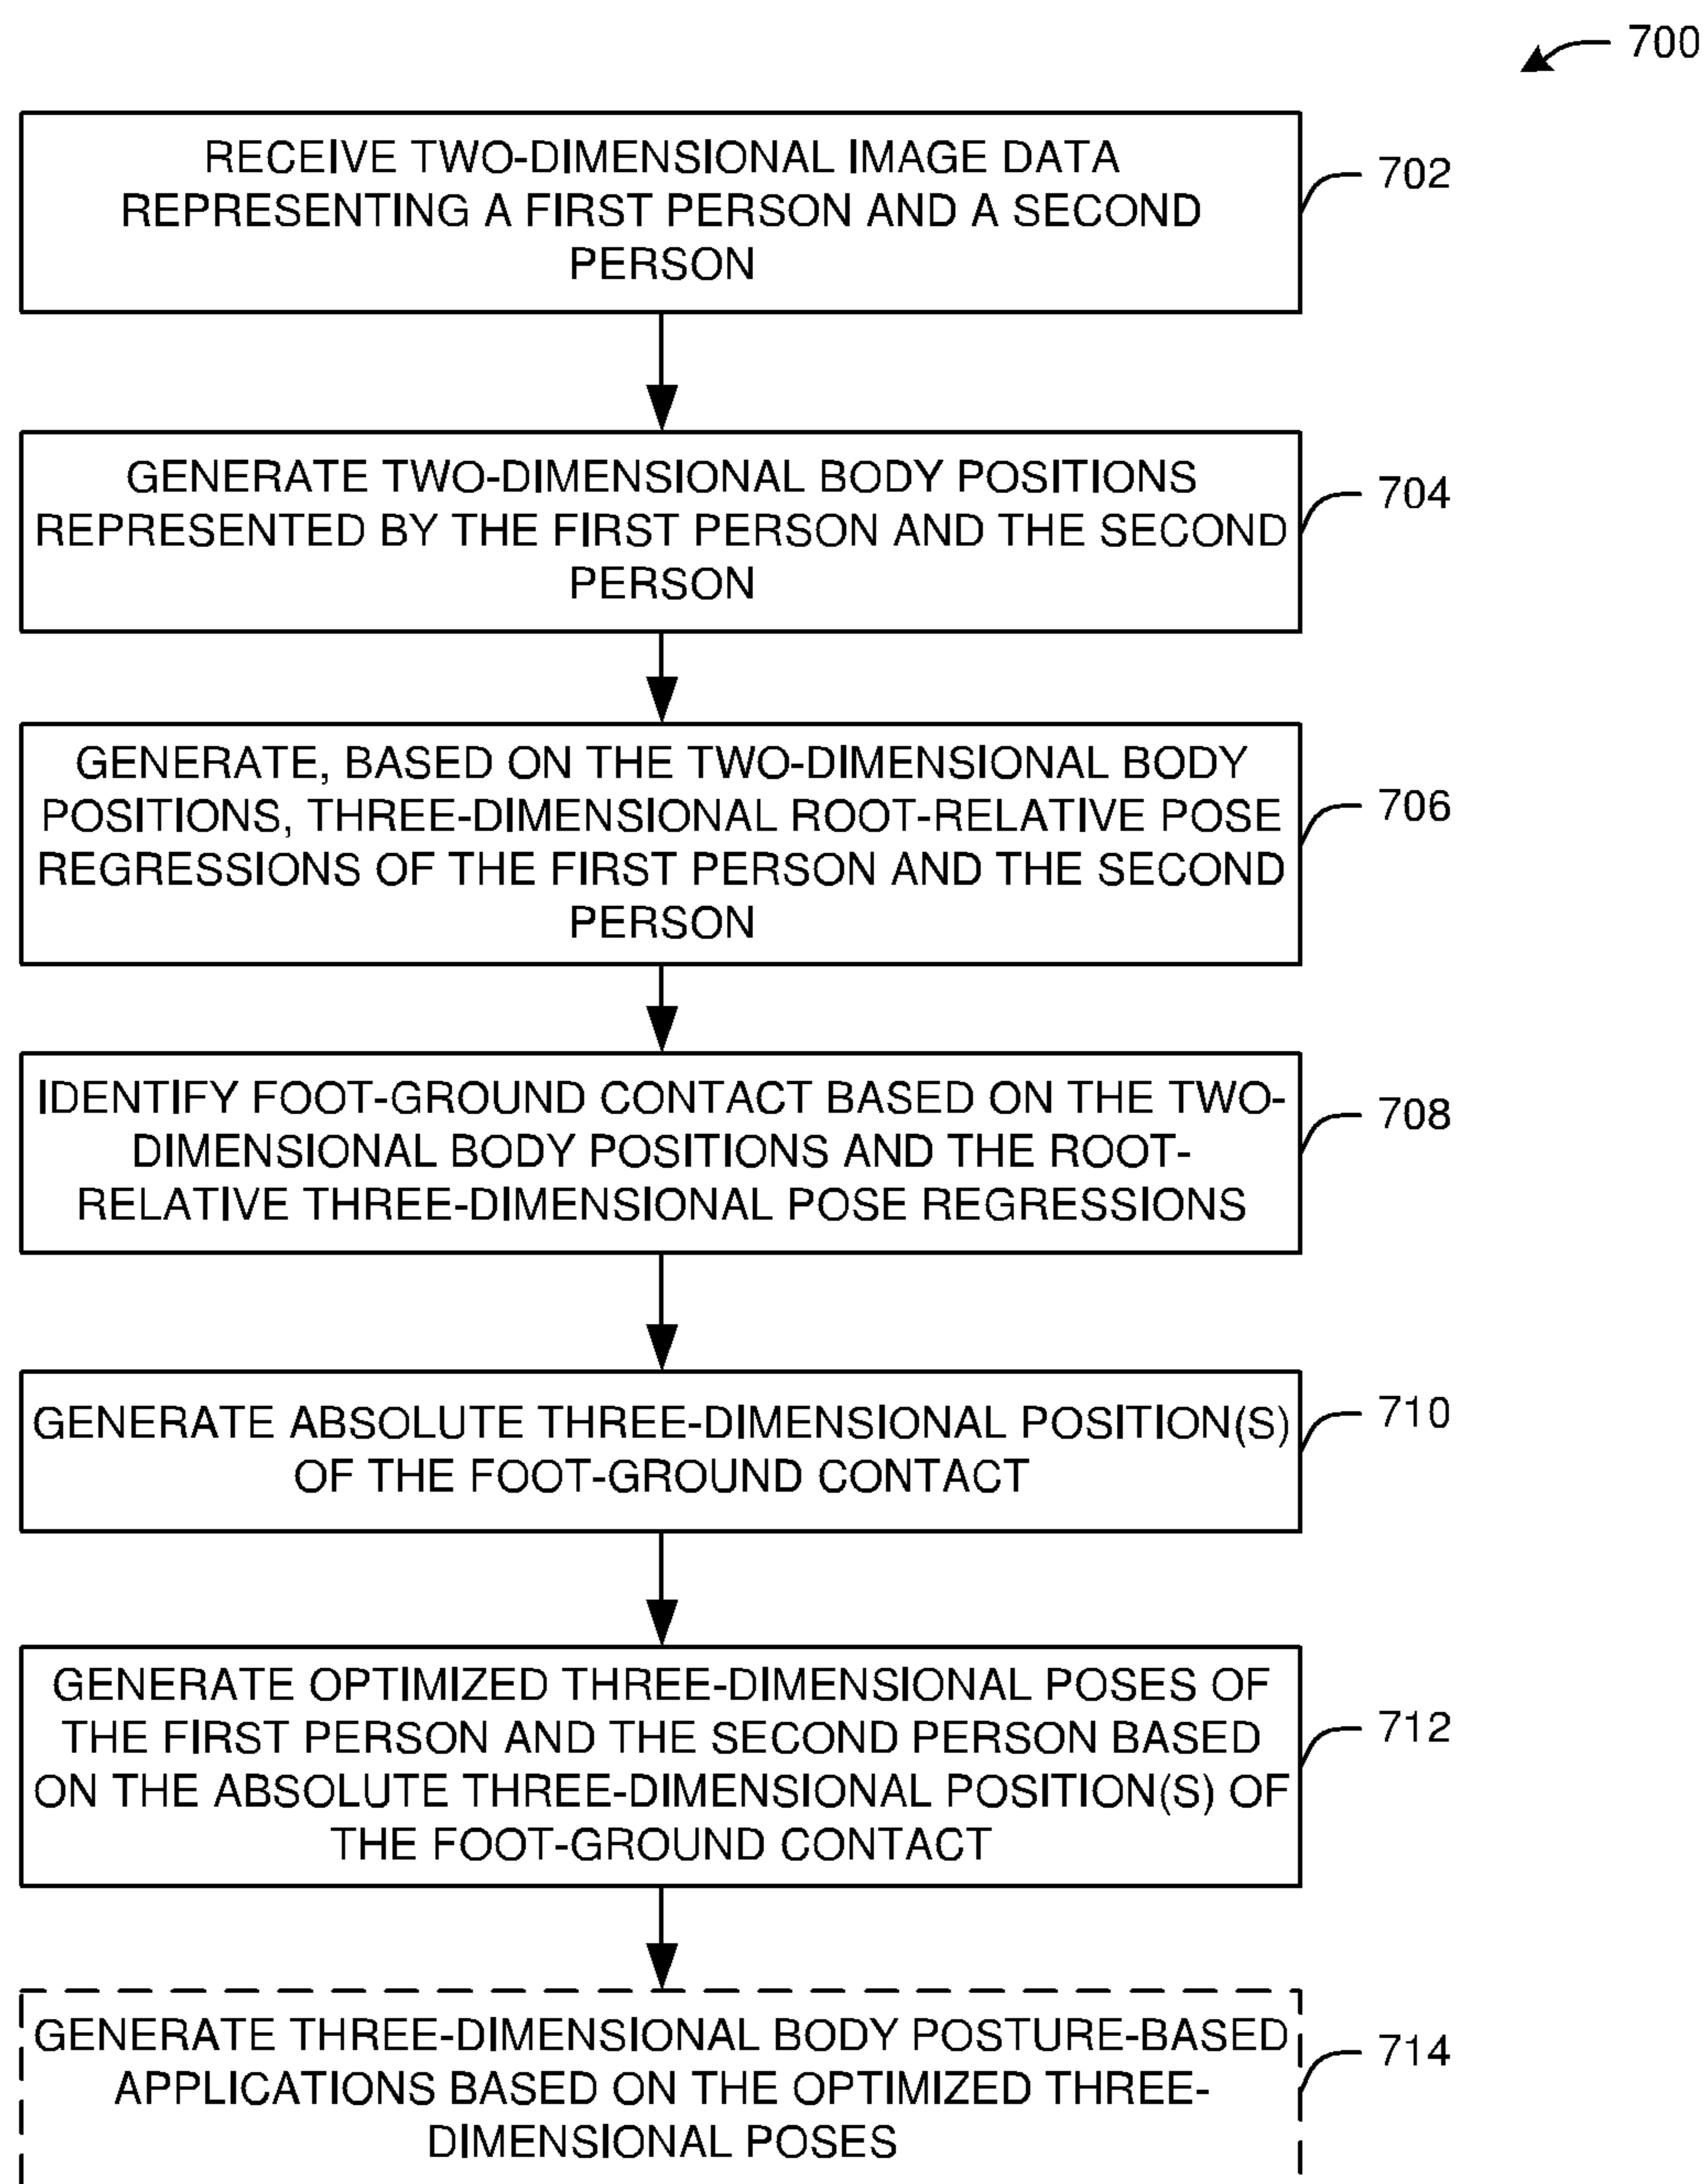 700
RECEIVE TWO-DIMENSIONAL IMAGE DATA
REPRESENTING A FIRST PERSON AND A SECOND
PERSON
702
GENERATE TWO-DIMENSIONAL BODY POSITIONS
REPRESENTED BY THE FIRST PERSON AND THE SECOND
PERSON
704
GENERATE, BASED ON THE TWO-DIMENSIONAL BODY
POSITIONS, THREE-DIMENSIONAL ROOT-RELATIVE POSE
REGRESSIONS OF THE FIRST PERSON AND THE SECOND
PERSON
706
IDENTIFY FOOT-GROUND CONTACT BASED ON THE TWO-
DIMENSIONAL BODY POSITIONS AND THE ROOT-
RELATIVE THREE-DIMENSIONAL POSE REGRESSIONS
708
GENERATE ABSOLUTE THREE-DIMENSIONAL POSITION(S)
OF THE FOOT-GROUND CONTACT
710
GENERATE OPTIMIZED THREE-DIMENSIONAL POSES OF
THE FIRST PERSON AND THE SECOND PERSON BASED
ON THE ABSOLUTE THREE-DIMENSIONAL POSITION(S) OF
THE FOOT-GROUND CONTACT
712
GENERATE THREE-DIMENSIONAL BODY POSTURE-BASED
APPLICATIONS BASED ON THE OPTIMIZED THREE-
DIMENSIONAL POSES
714